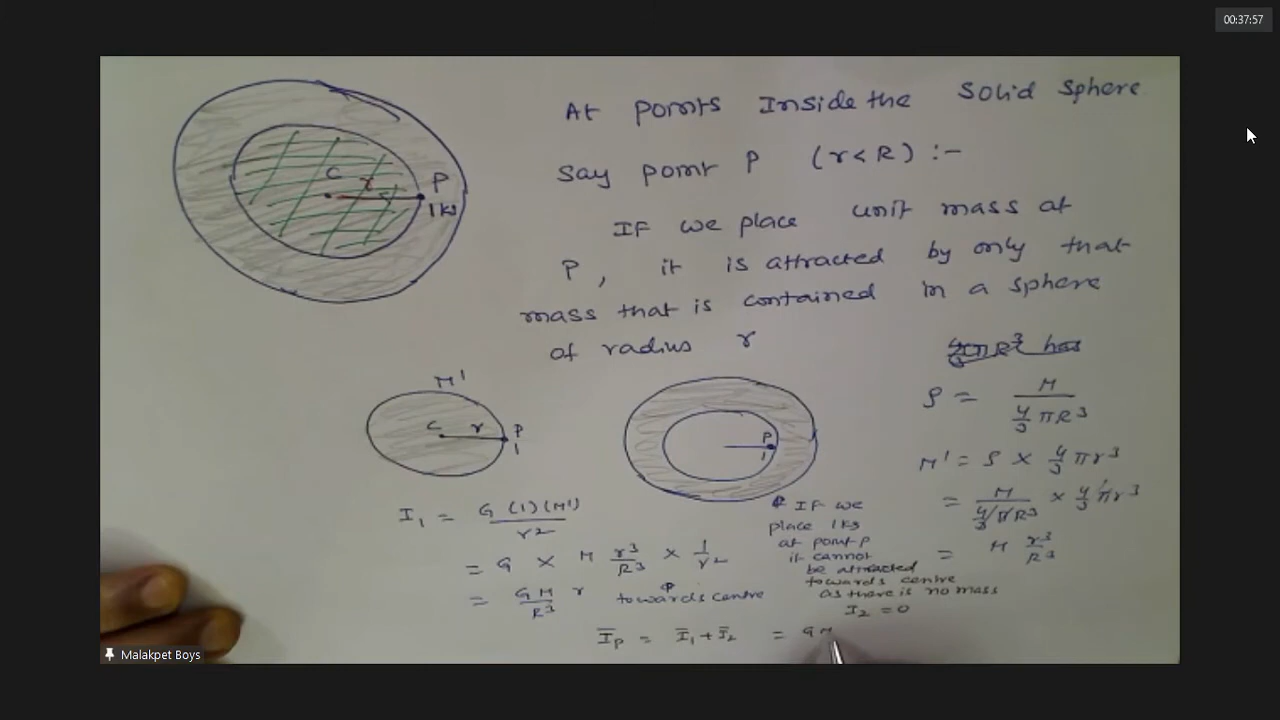 00:37:57
At points Inside the Solid Sphere
Say point P (r<R) :-
IF we place unit mass at
P, it is attracted by only that
mass that is contained in a sphere
of radius r
C
r
P
1kg
M'
C r P
1
P
1
ρ = M / 4/3 πR³
M' = ρ × 4/3 πr³
= M / 4/3 πR³ × 4/3 πr³
= M r³/R³
I₁ = G (1)(M') / r²
= G × M r³/R³ × 1/r²
= GM/R³ r towards centre
IF we
place 1kg
at point P
it cannot
be attracted
towards centre
as there is no mass
I₂ = 0
I̅p = I̅₁ + I̅₂ = GM
Malakpet Boys